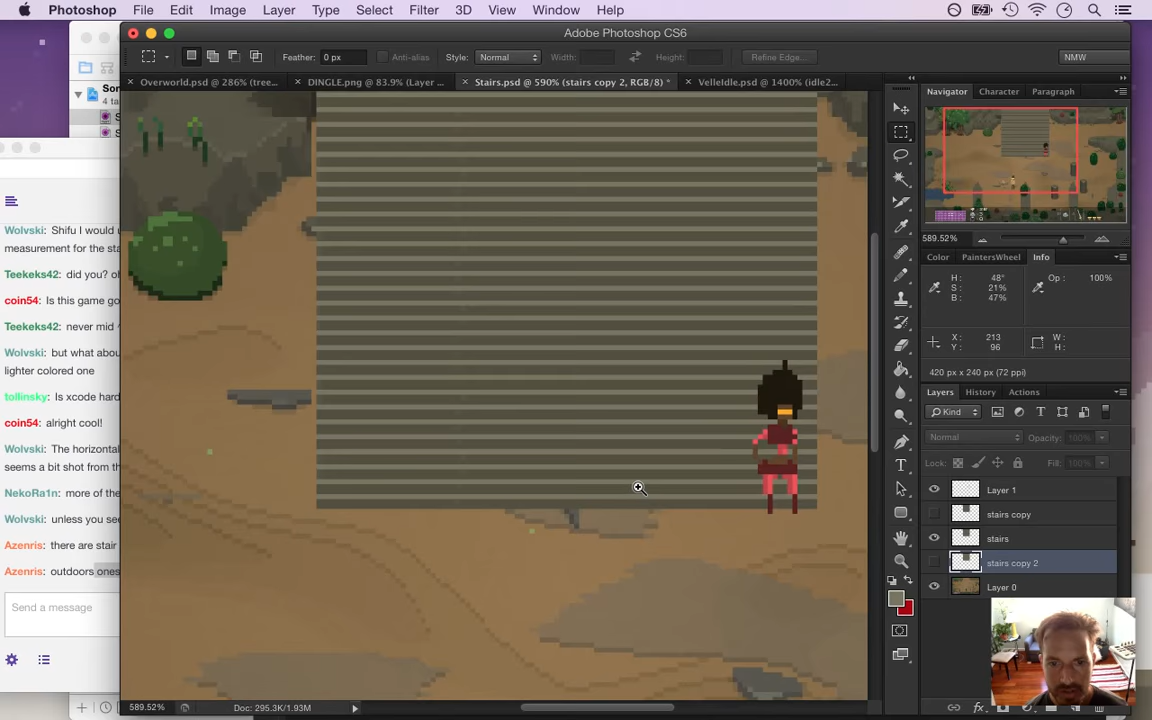 Photoshop File Edit Image Layer Type Select Filter 3D View Window Help
Adobe Photoshop CS6
Feather: 0 px Anti-alias Style: Normal Width: Height: Refine Edge... NMW
Overworld.psd @ 286% (tree... DINGLE.png @ 83.9% (Layer ... Stairs.psd @ 590% (stairs copy 2, RGB/8) * VelleIdle.psd @ 1400% (idle2...
Navigator Character Paragraph
589.52%
Color PaintersWheel Info
H: 48° Op: 100%
S: 21%
B: 47%
X: 213 W:
Y: 96 H:
420 px x 240 px (72 ppi)
Layers History Actions
Kind
Normal Opacity: 100%
Lock: Fill: 100%
Layer 1
stairs copy
stairs
stairs copy 2
Layer 0
Wolvski: Shifu I would
measurement for the sta
Teekeks42: did you? oh
coin54: Is this game go
Teekeks42: never mid
Wolvski: but what abou
lighter colored one
tollinsky: Is xcode hard
coin54: alright cool!
Wolvski: The horizontal
seems a bit shot from th
NekoRa1n: more of the
Wolvski: unless you see
Azenris: there are stair
Azenris: outdoors ones
Send a message
589.52% Doc: 295.3K/1.93M